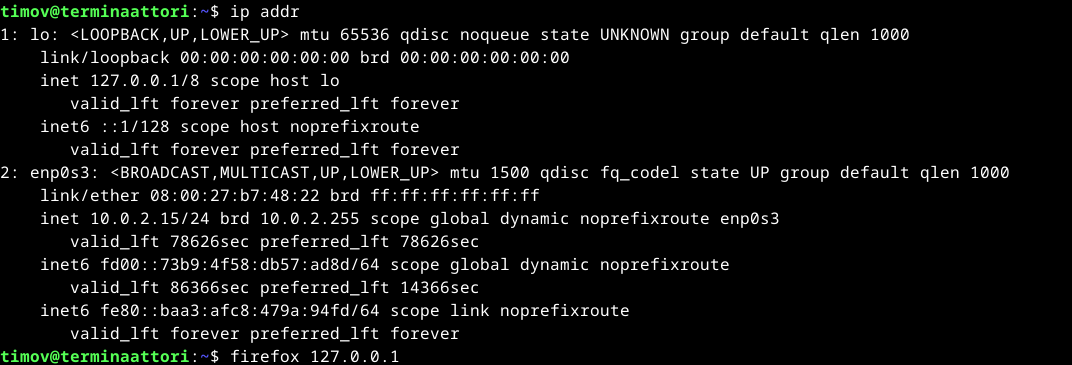 timov@terminaattori:~$ ip addr
1: lo: <LOOPBACK,UP,LOWER_UP> mtu 65536 qdisc noqueue state UNKNOWN group default qlen 1000
    link/loopback 00:00:00:00:00:00 brd 00:00:00:00:00:00
    inet 127.0.0.1/8 scope host lo
       valid_lft forever preferred_lft forever
    inet6 ::1/128 scope host noprefixroute
       valid_lft forever preferred_lft forever
2: enp0s3: <BROADCAST,MULTICAST,UP,LOWER_UP> mtu 1500 qdisc fq_codel state UP group default qlen 1000
    link/ether 08:00:27:b7:48:22 brd ff:ff:ff:ff:ff:ff
    inet 10.0.2.15/24 brd 10.0.2.255 scope global dynamic noprefixroute enp0s3
       valid_lft 78626sec preferred_lft 78626sec
    inet6 fd00::73b9:4f58:db57:ad8d/64 scope global dynamic noprefixroute
       valid_lft 86366sec preferred_lft 14366sec
    inet6 fe80::baa3:afc8:479a:94fd/64 scope link noprefixroute
       valid_lft forever preferred_lft forever
timov@terminaattori:~$ firefox 127.0.0.1